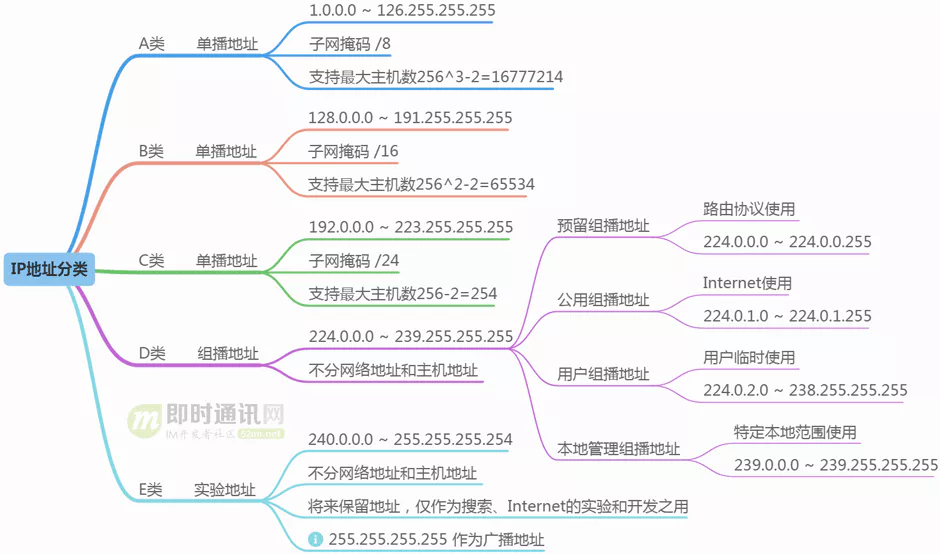 IP地址分类
A类
单播地址
1.0.0.0 ~ 126.255.255.255
子网掩码 /8
支持最大主机数256^3-2=16777214
B类
单播地址
128.0.0.0 ~ 191.255.255.255
子网掩码 /16
支持最大主机数256^2-2=65534
C类
单播地址
192.0.0.0 ~ 223.255.255.255
子网掩码 /24
支持最大主机数256-2=254
D类
组播地址
224.0.0.0 ~ 239.255.255.255
不分网络地址和主机地址
预留组播地址
路由协议使用
224.0.0.0 ~ 224.0.0.255
公用组播地址
Internet使用
224.0.1.0 ~ 224.0.1.255
用户组播地址
用户临时使用
224.0.2.0 ~ 238.255.255.255
本地管理组播地址
特定本地范围使用
239.0.0.0 ~ 239.255.255.255
E类
实验地址
240.0.0.0 ~ 255.255.255.254
不分网络地址和主机地址
将来保留地址，仅作为搜索、Internet的实验和开发之用
255.255.255.255 作为广播地址
即时通讯网
IM开发者社区 52im.net